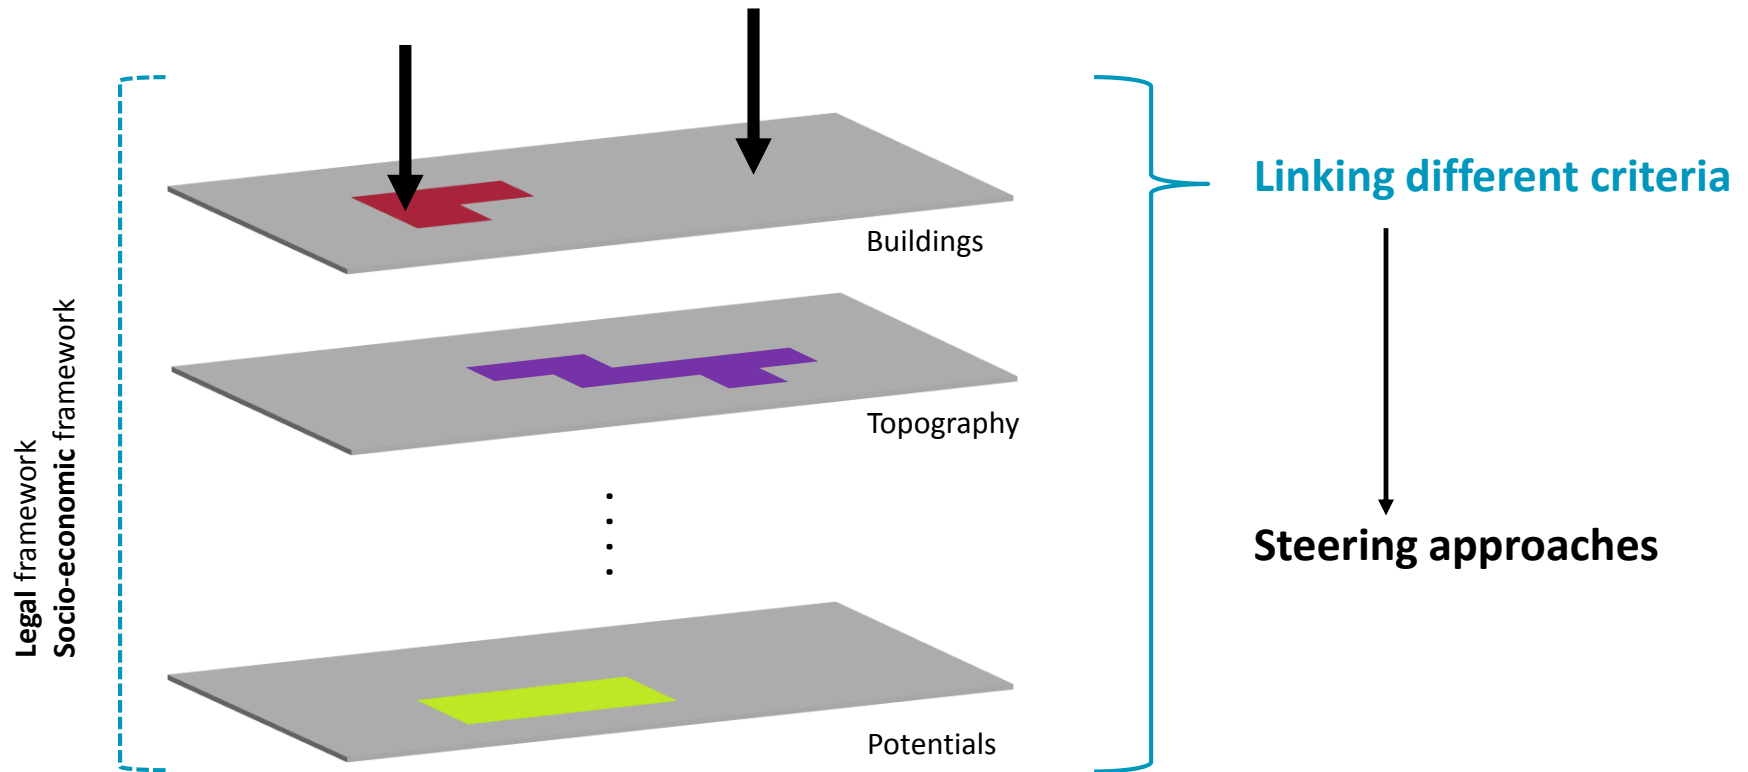 Legal framework
Socio-economic framework
Buildings
Topography
Potentials
Linking different criteria
Steering approaches